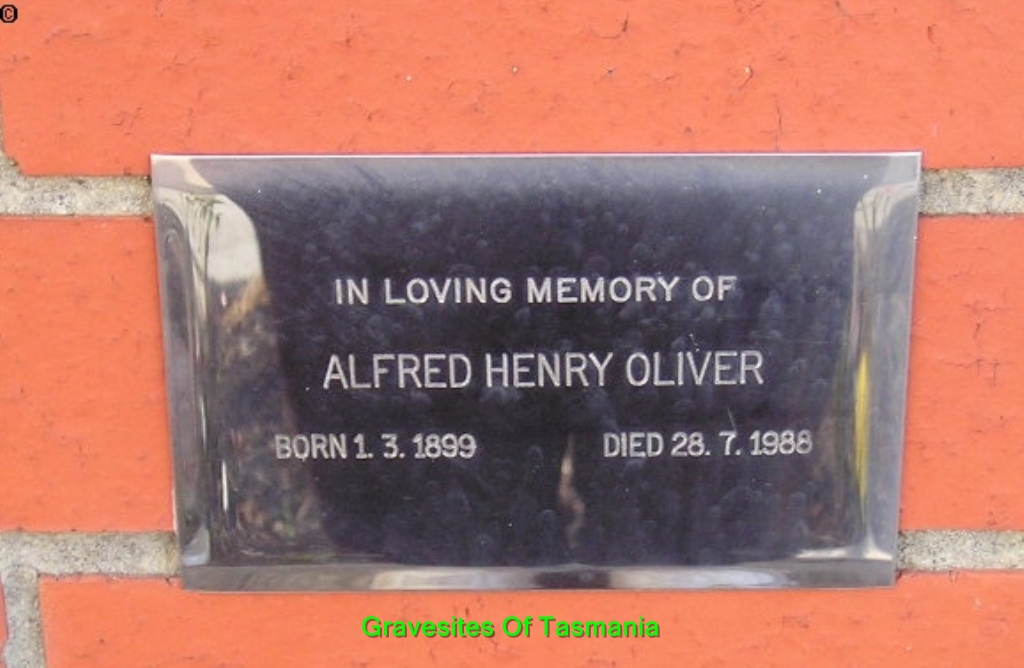 ©
IN LOVING MEMORY OF
ALFRED HENRY OLIVER
BORN 1. 3. 1899 DIED 28. 7. 1988
Gravesites Of Tasmania